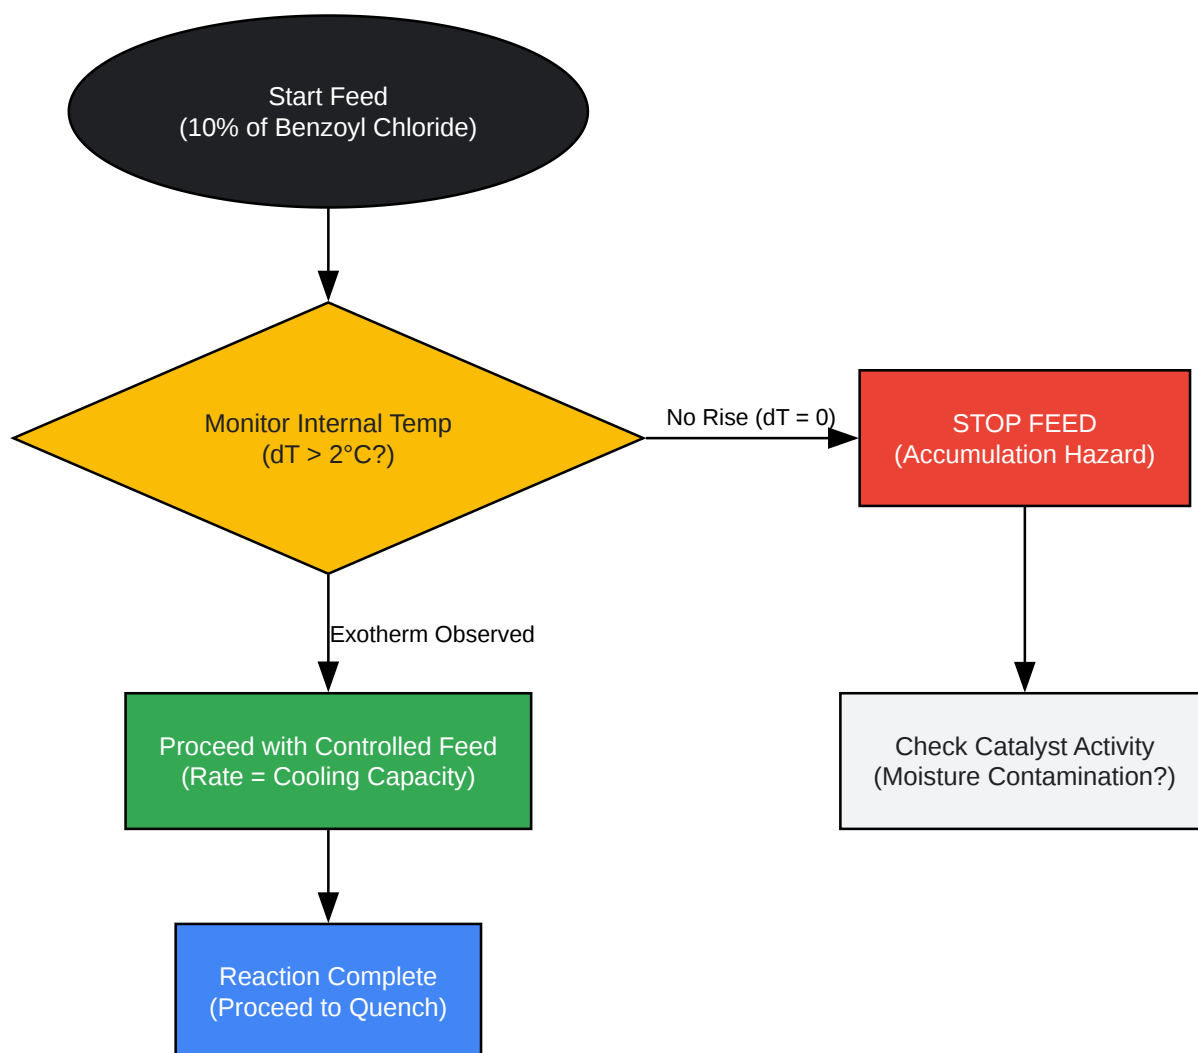 Start Feed
(10% of Benzoyl Chloride)
Monitor Internal Temp
(dT > 2°C?)
No Rise (dT = 0)
STOP FEED
(Accumulation Hazard)
Exotherm Observed
Proceed with Controlled Feed
(Rate = Cooling Capacity)
Check Catalyst Activity
(Moisture Contamination?)
Reaction Complete
(Proceed to Quench)